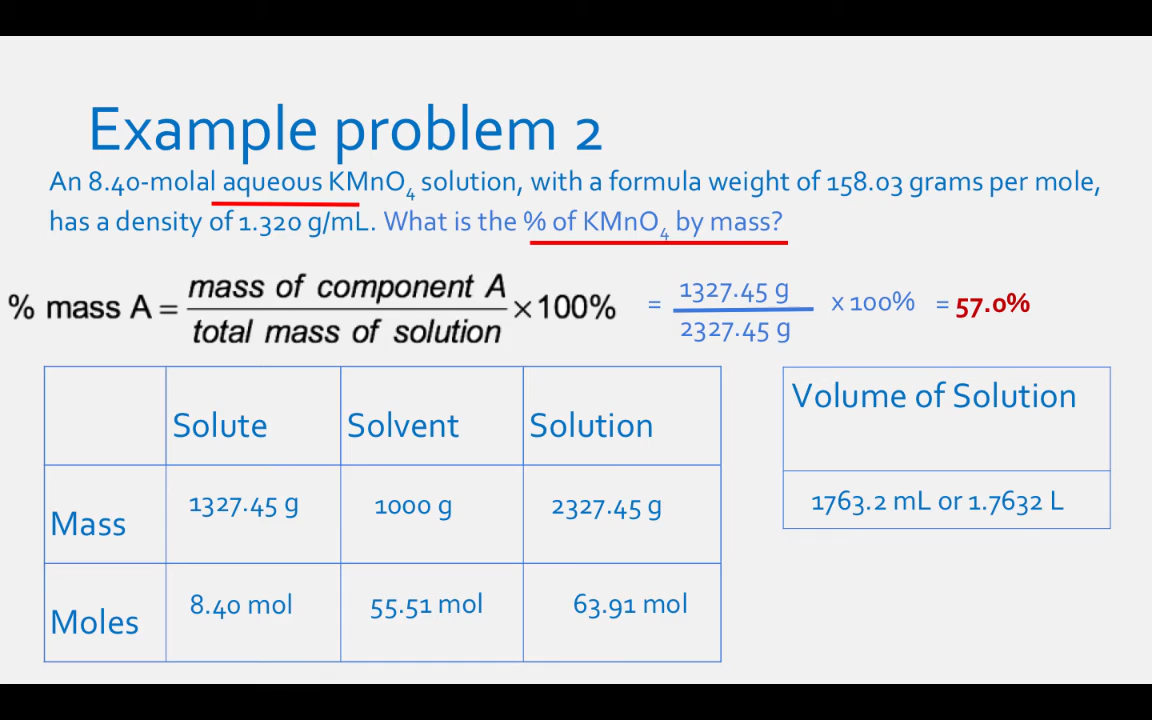 Example problem 2
An 8.40-molal aqueous KMnO₄ solution, with a formula weight of 158.03 grams per mole,
has a density of 1.320 g/mL. What is the % of KMnO₄ by mass?
% mass A = mass of component A / total mass of solution ×100% = 1327.45 g / 2327.45 g x 100% = 57.0%
Solute Solvent Solution
Mass 1327.45 g 1000 g 2327.45 g
Moles 8.40 mol 55.51 mol 63.91 mol
Volume of Solution
1763.2 mL or 1.7632 L